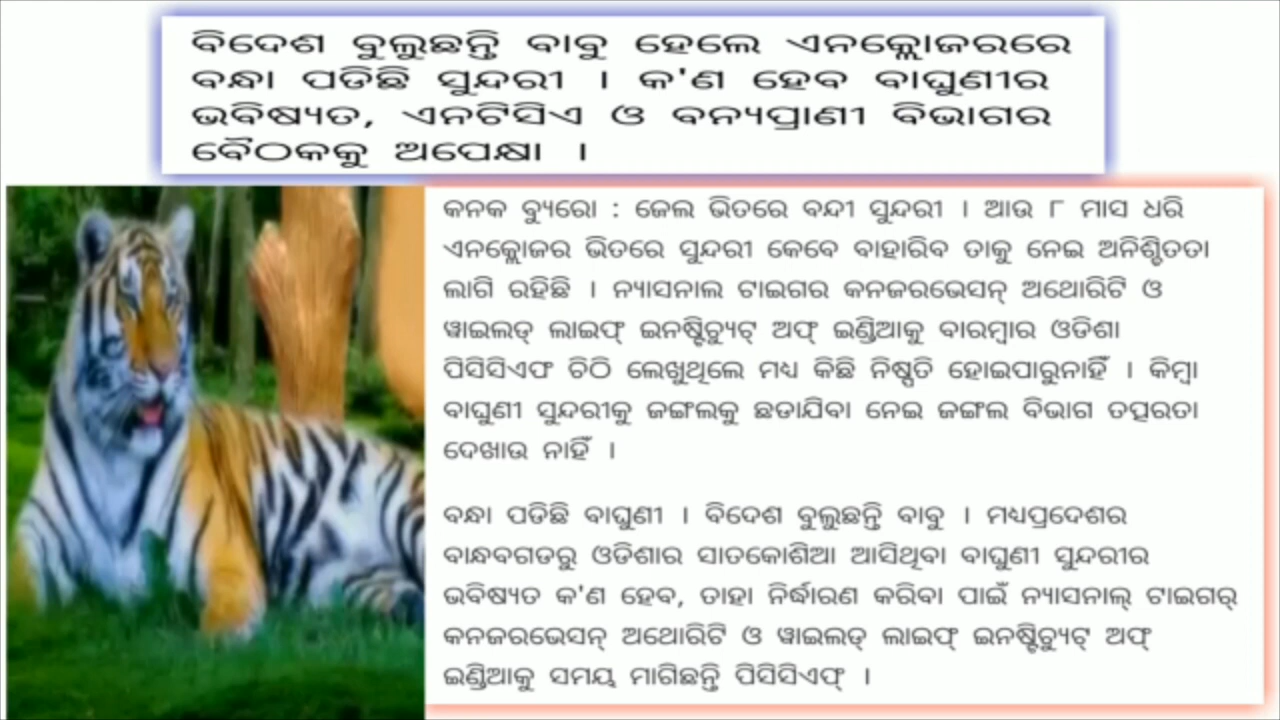 ବିଦେଶ ବୁଲୁଛନ୍ତି ବାବୁ ହେଲେ ଏନକ୍ଲୋଜରରେ
ବନ୍ଧା ପଡିଛି ସୁନ୍ଦରୀ । କ'ଣ ହେବ ବାଘୁଣୀର
ଭବିଷ୍ୟତ, ଏନଟିସିଏ ଓ ବନ୍ୟପ୍ରାଣୀ ବିଭାଗର
ବୈଠକକୁ ଅପେକ୍ଷା ।
କନକ ବ୍ୟୁରୋ : ଜେଲ ଭିତରେ ବନ୍ଦୀ ସୁନ୍ଦରୀ । ଆଉ ୮ ମାସ ଧରି
ଏନକ୍ଲୋଜର ଭିତରେ ସୁନ୍ଦରୀ କେବେ ବାହାରିବ ତାକୁ ନେଇ ଅନିଶ୍ଚିତତା
ଲାଗି ରହିଛି । ନ୍ୟାସନାଲ ଟାଇଗର କନଜରଭେସନ୍ ଅଥୋରିଟି ଓ
ୱାଇଲଡ୍ ଲାଇଫ୍ ଇନଷ୍ଟିଚ୍ୟୁଟ୍ ଅଫ୍ ଇଣ୍ଡିଆକୁ ବାରମ୍ବାର ଓଡିଶା
ପିସିସିଏଫ ଚିଠି ଲେଖୁଥିଲେ ମଧ୍ୟ କିଛି ନିଷ୍ପତି ହୋଇପାରୁନାହିଁ । କିମ୍ବା
ବାଘୁଣୀ ସୁନ୍ଦରୀକୁ ଜଙ୍ଗଲକୁ ଛଡାଯିବା ନେଇ ଜଙ୍ଗଲ ବିଭାଗ ତତ୍ପରତା
ଦେଖାଉ ନାହିଁ ।
ବନ୍ଧା ପଡିଛି ବାଘୁଣୀ । ବିଦେଶ ବୁଲୁଛନ୍ତି ବାବୁ । ମଧ୍ୟପ୍ରଦେଶର
ବାନ୍ଧବଗଡରୁ ଓଡିଶାର ସାତକୋଶିଆ ଆସିଥିବା ବାଘୁଣୀ ସୁନ୍ଦରୀର
ଭବିଷ୍ୟତ କ'ଣ ହେବ, ତାହା ନିର୍ଦ୍ଧାରଣ କରିବା ପାଇଁ ନ୍ୟାସନାଲ୍ ଟାଇଗର୍
କନଜରଭେସନ୍ ଅଥୋରିଟି ଓ ୱାଇଲଡ୍ ଲାଇଫ୍ ଇନଷ୍ଟିଚ୍ୟୁଟ୍ ଅଫ୍
ଇଣ୍ଡିଆକୁ ସମୟ ମାଗିଛନ୍ତି ପିସିସିଏଫ୍ ।